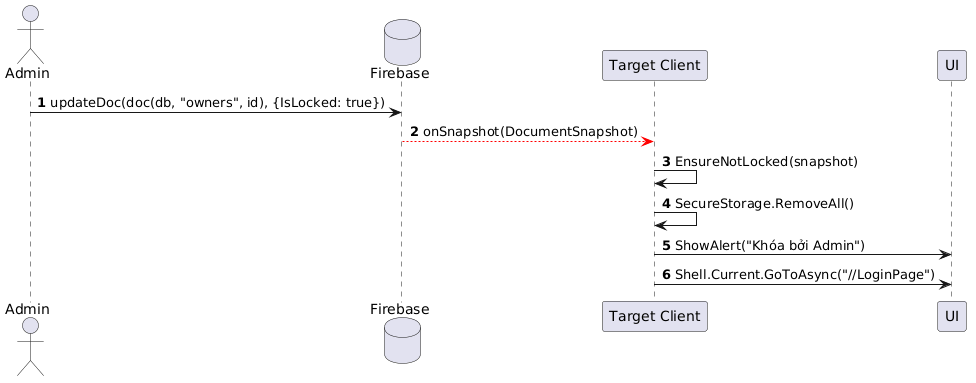 Admin
Firebase
Target Client
UI
1 updateDoc(doc(db, "owners", id), {IsLocked: true})
2 onSnapshot(DocumentSnapshot)
3 EnsureNotLocked(snapshot)
4 SecureStorage.RemoveAll()
5 ShowAlert("Khóa bởi Admin")
6 Shell.Current.GoToAsync("//LoginPage")
Admin
Firebase
Target Client
UI